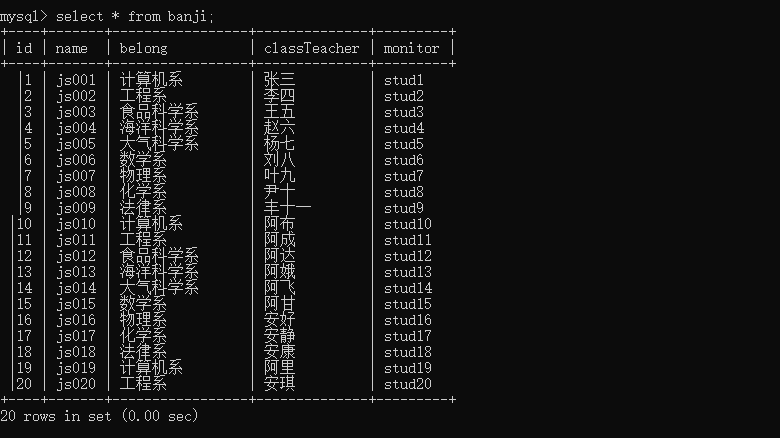 mysql> select * from banji;
+----+-------+--------------+--------------+---------+
| id | name | belong | classTeacher | monitor |
+----+-------+--------------+--------------+---------+
|1 | js001 | 计算机系 | 张三 | stud1 |
|2 | js002 | 工程系 | 李四 | stud2 |
|3 | js003 | 食品科学系 | 王五 | stud3 |
|4 | js004 | 海洋科学系 | 赵六 | stud4 |
|5 | js005 | 大气科学系 | 杨七 | stud5 |
|6 | js006 | 数学系 | 刘八 | stud6 |
|7 | js007 | 物理系 | 叶九 | stud7 |
|8 | js008 | 化学系 | 尹十 | stud8 |
|9 | js009 | 法律系 | 丰十一 | stud9 |
|10 | js010 | 计算机系 | 阿布 | stud10 |
|11 | js011 | 工程系 | 阿成 | stud11 |
|12 | js012 | 食品科学系 | 阿达 | stud12 |
|13 | js013 | 海洋科学系 | 阿娥 | stud13 |
|14 | js014 | 大气科学系 | 阿飞 | stud14 |
|15 | js015 | 数学系 | 阿甘 | stud15 |
|16 | js016 | 物理系 | 安好 | stud16 |
|17 | js017 | 化学系 | 安静 | stud17 |
|18 | js018 | 法律系 | 安康 | stud18 |
|19 | js019 | 计算机系 | 阿里 | stud19 |
|20 | js020 | 工程系 | 安琪 | stud20 |
+----+-------+--------------+--------------+---------+
20 rows in set (0.00 sec)